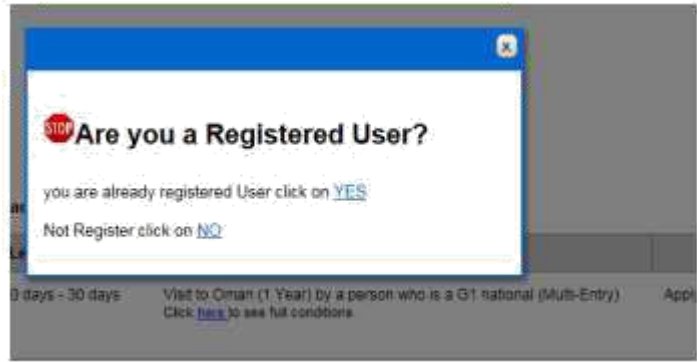 x
STOP Are you a Registered User?
you are already registered User click on YES
Not Register click on NO
days - 30 days Visit to Oman (1 Year) by a person who is a G1 national (Multi-Entry) Appl
Click here to see full conditions